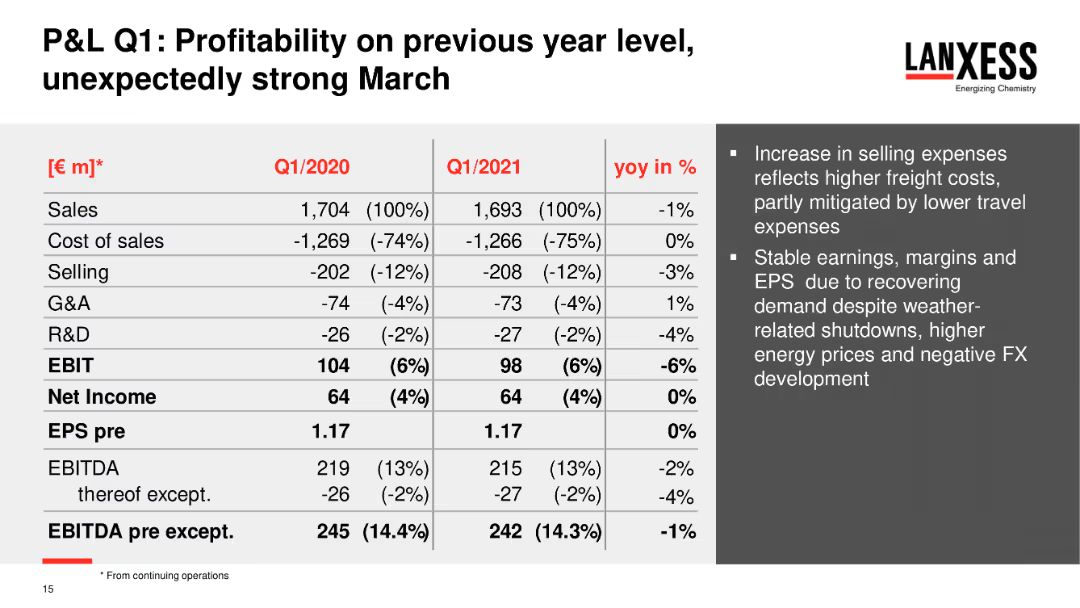 P&L Q1: Profitability on previous year level,
unexpectedly strong March
LANXESS
Energizing Chemistry
[€ m]* Q1/2020 Q1/2021 yoy in %
Sales 1,704 (100%) 1,693 (100%) -1%
Cost of sales -1,269 (-74%) -1,266 (-75%) 0%
Selling -202 (-12%) -208 (-12%) -3%
G&A -74 (-4%) -73 (-4%) 1%
R&D -26 (-2%) -27 (-2%) -4%
EBIT 104 (6%) 98 (6%) -6%
Net Income 64 (4%) 64 (4%) 0%
EPS pre 1.17 1.17 0%
EBITDA 219 (13%) 215 (13%) -2%
thereof except. -26 (-2%) -27 (-2%) -4%
EBITDA pre except. 245 (14.4%) 242 (14.3%) -1%
▪ Increase in selling expenses
reflects higher freight costs,
partly mitigated by lower travel
expenses
▪ Stable earnings, margins and
EPS due to recovering
demand despite weather-
related shutdowns, higher
energy prices and negative FX
development
* From continuing operations
15